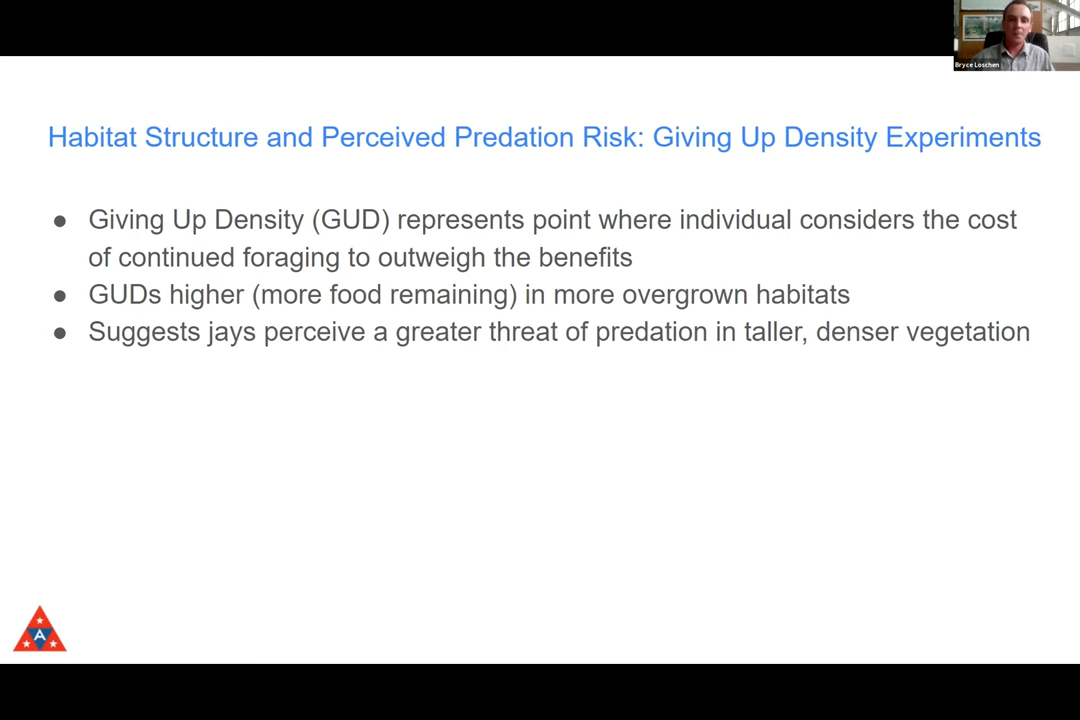 Bryce Loschen
Habitat Structure and Perceived Predation Risk: Giving Up Density Experiments
● Giving Up Density (GUD) represents point where individual considers the cost
of continued foraging to outweigh the benefits
● GUDs higher (more food remaining) in more overgrown habitats
● Suggests jays perceive a greater threat of predation in taller, denser vegetation
A